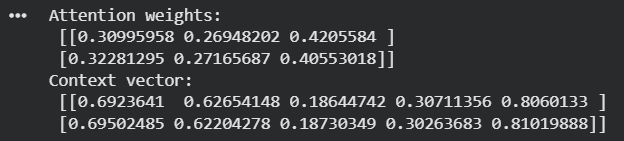 ••• Attention weights:
[[0.30995958 0.26948202 0.4205584 ]
[0.32281295 0.27165687 0.40553018]]
Context vector:
[[0.6923641  0.62654148 0.18644742 0.30711356 0.8060133 ]
[0.69502485 0.62204278 0.18730349 0.30263683 0.81019888]]